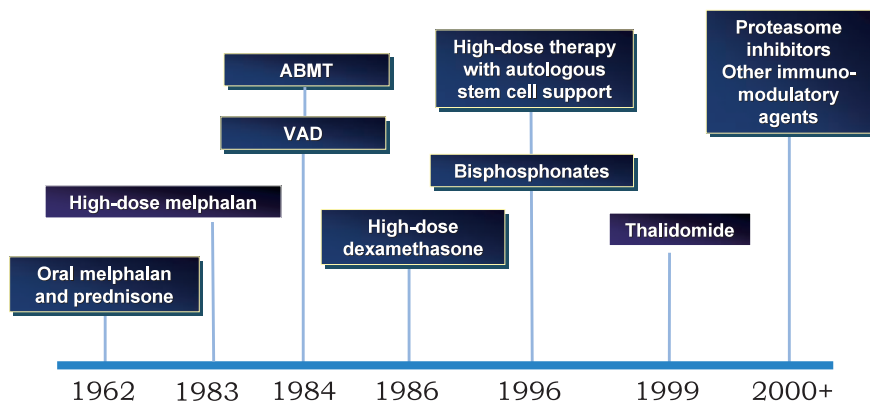 ABMT
VAD
High-dose therapy
with autologous
stem cell support
Proteasome
inhibitors
Other immuno-
modulatory
agents
Bisphosphonates
High-dose melphalan
High-dose
dexamethasone
Thalidomide
Oral melphalan
and prednisone
1962
1983
1984
1986
1996
1999
2000+